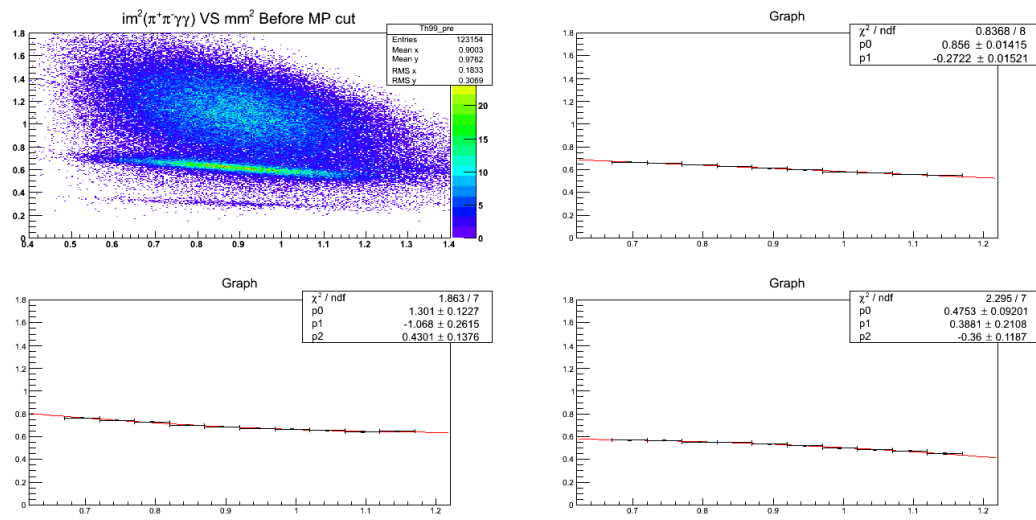 im²(π⁺π⁻γγ) VS mm² Before MP cut
Th99_pre
Entries 123154
Mean x 0.9003
Mean y 0.9762
RMS x 0.1833
RMS y 0.3069
1.8
1.6
1.4
1.2
1
0.8
0.6
0.4
0.2
0
0.4 0.5 0.6 0.7 0.8 0.9 1 1.1 1.2 1.3 1.4
20
15
10
5
0
Graph
χ² / ndf 0.8368 / 8
p0 0.856 ± 0.01415
p1 -0.2722 ± 0.01521
1.8
1.6
1.4
1.2
1
0.8
0.6
0.4
0.2
0
0.7 0.8 0.9 1 1.1 1.2
Graph
χ² / ndf 1.863 / 7
p0 1.301 ± 0.1227
p1 -1.068 ± 0.2615
p2 0.4301 ± 0.1376
1.8
1.6
1.4
1.2
1
0.8
0.6
0.4
0.2
0
0.7 0.8 0.9 1 1.1 1.2
Graph
χ² / ndf 2.295 / 7
p0 0.4753 ± 0.09201
p1 0.3881 ± 0.2108
p2 -0.36 ± 0.1187
1.8
1.6
1.4
1.2
1
0.8
0.6
0.4
0.2
0
0.7 0.8 0.9 1 1.1 1.2